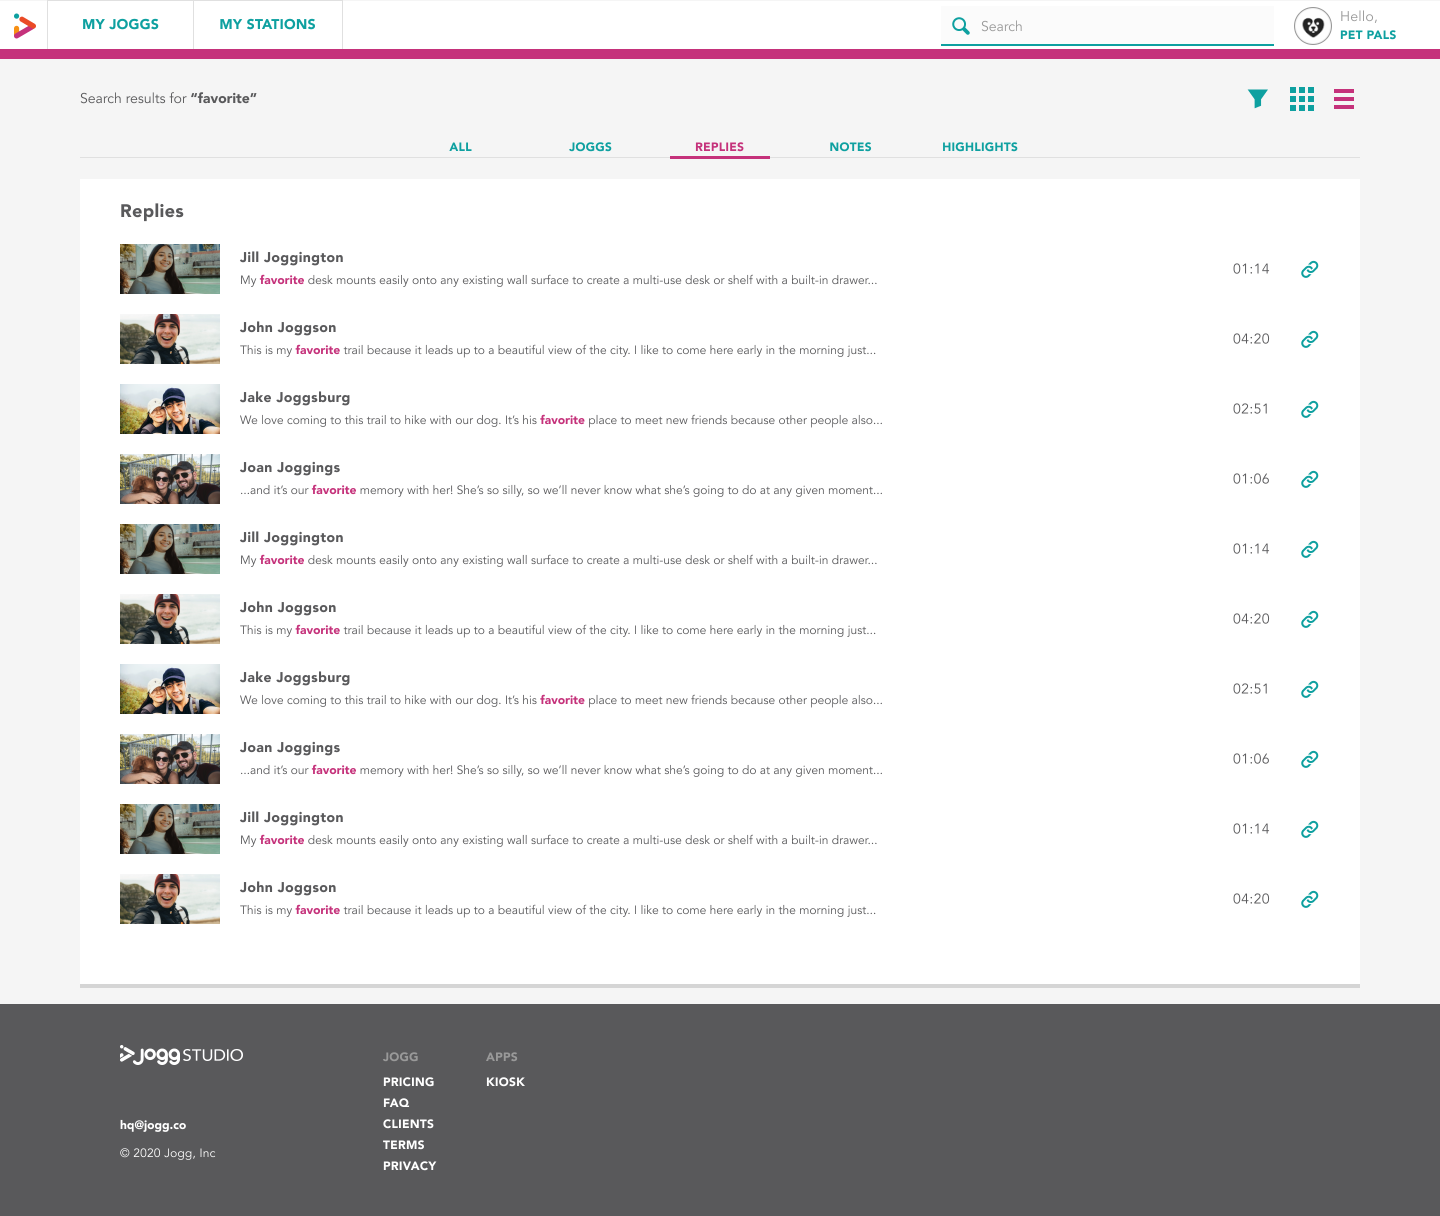 MY JOGGS
MY STATIONS
Search
Hello,
PET PALS
Search results for “favorite”
ALL
JOGGS
REPLIES
NOTES
HIGHLIGHTS
Replies
Jill Joggington
My favorite desk mounts easily onto any existing wall surface to create a multi-use desk or shelf with a built-in drawer...
01:14
John Joggson
This is my favorite trail because it leads up to a beautiful view of the city. I like to come here early in the morning just...
04:20
Jake Joggsburg
We love coming to this trail to hike with our dog. It’s his favorite place to meet new friends because other people also...
02:51
Joan Joggings
...and it’s our favorite memory with her! She’s so silly, so we’ll never know what she’s going to do at any given moment...
01:06
Jill Joggington
My favorite desk mounts easily onto any existing wall surface to create a multi-use desk or shelf with a built-in drawer...
01:14
John Joggson
This is my favorite trail because it leads up to a beautiful view of the city. I like to come here early in the morning just...
04:20
Jake Joggsburg
We love coming to this trail to hike with our dog. It’s his favorite place to meet new friends because other people also...
02:51
Joan Joggings
...and it’s our favorite memory with her! She’s so silly, so we’ll never know what she’s going to do at any given moment...
01:06
Jill Joggington
My favorite desk mounts easily onto any existing wall surface to create a multi-use desk or shelf with a built-in drawer...
01:14
John Joggson
This is my favorite trail because it leads up to a beautiful view of the city. I like to come here early in the morning just...
04:20
Jogg STUDIO
hq@jogg.co
© 2020 Jogg, Inc
JOGG
PRICING
FAQ
CLIENTS
TERMS
PRIVACY
APPS
KIOSK